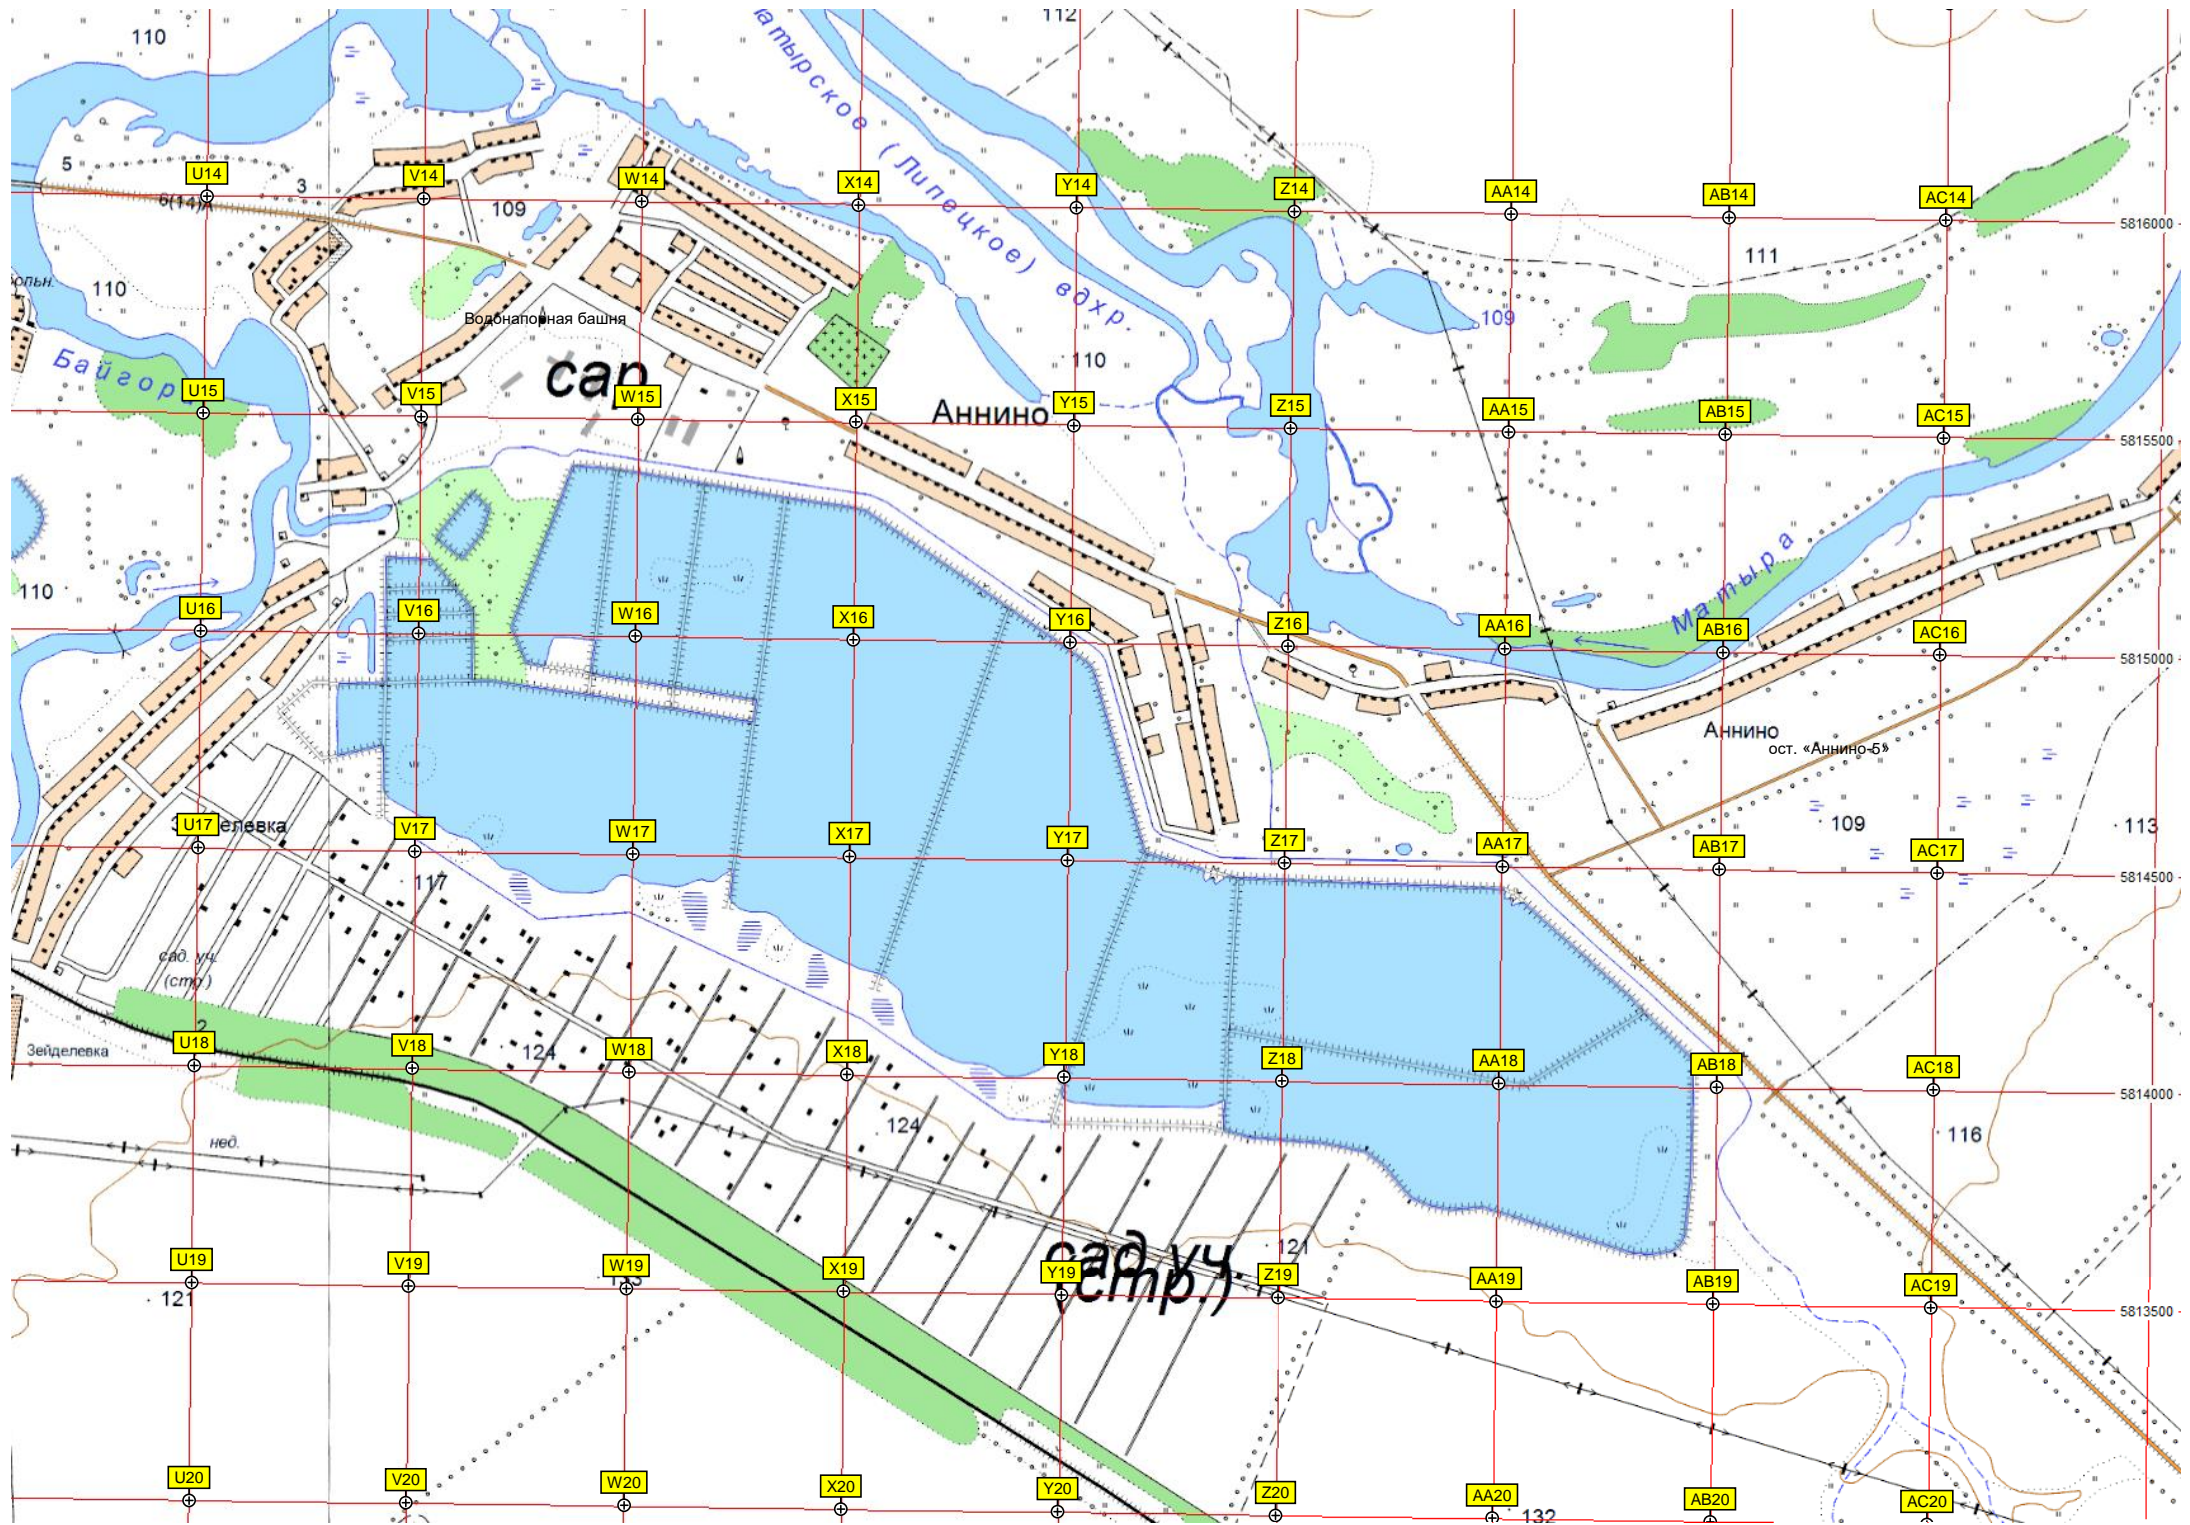 110
112
Матырское (Липецкое) вдхр.
5
3
6(14)А
109
U14
V14
W14
X14
Y14
Z14
AA14
AB14
AC14
5816000
111
110
109
Водонапорная башня
110
Байгор
сар.
Аннино
U15
V15
W15
X15
Y15
Z15
AA15
AB15
AC15
5815500
Матыра
110
U16
V16
W16
X16
Y16
Z16
AA16
AB16
AC16
5815000
Аннино
ост. «Аннино-5»
109
113
U17
V17
W17
X17
Y17
Z17
AA17
AB17
AC17
5814500
117
сад. уч.
(стр.)
2
Зейделевка
124
U18
V18
W18
X18
Y18
Z18
AA18
AB18
AC18
5814000
124
116
нед.
сад. уч.
(стр.)
121
121
U19
V19
W19
X19
Y19
Z19
AA19
AB19
AC19
5813500
U20
V20
W20
X20
Y20
Z20
AA20
AB20
AC20
132